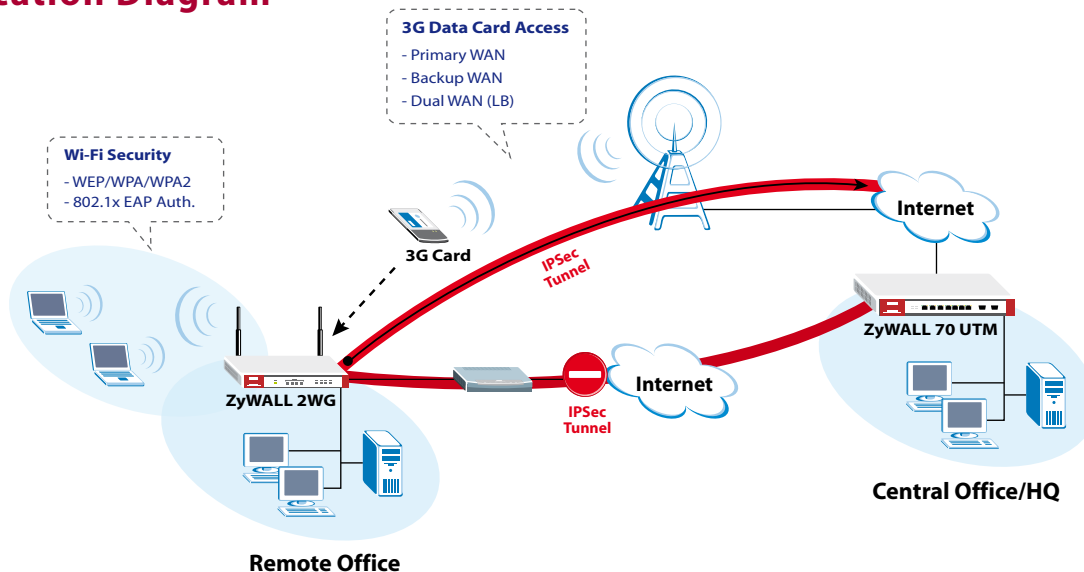 Diagram
3G Data Card Access
- Primary WAN
- Backup WAN
- Dual WAN (LB)
Wi-Fi Security
- WEP/WPA/WPA2
- 802.1x EAP Auth.
3G Card
IPSec
Tunnel
Internet
ZyWALL 70 UTM
ZyWALL 2WG
IPSec
Tunnel
Internet
Central Office/HQ
Remote Office